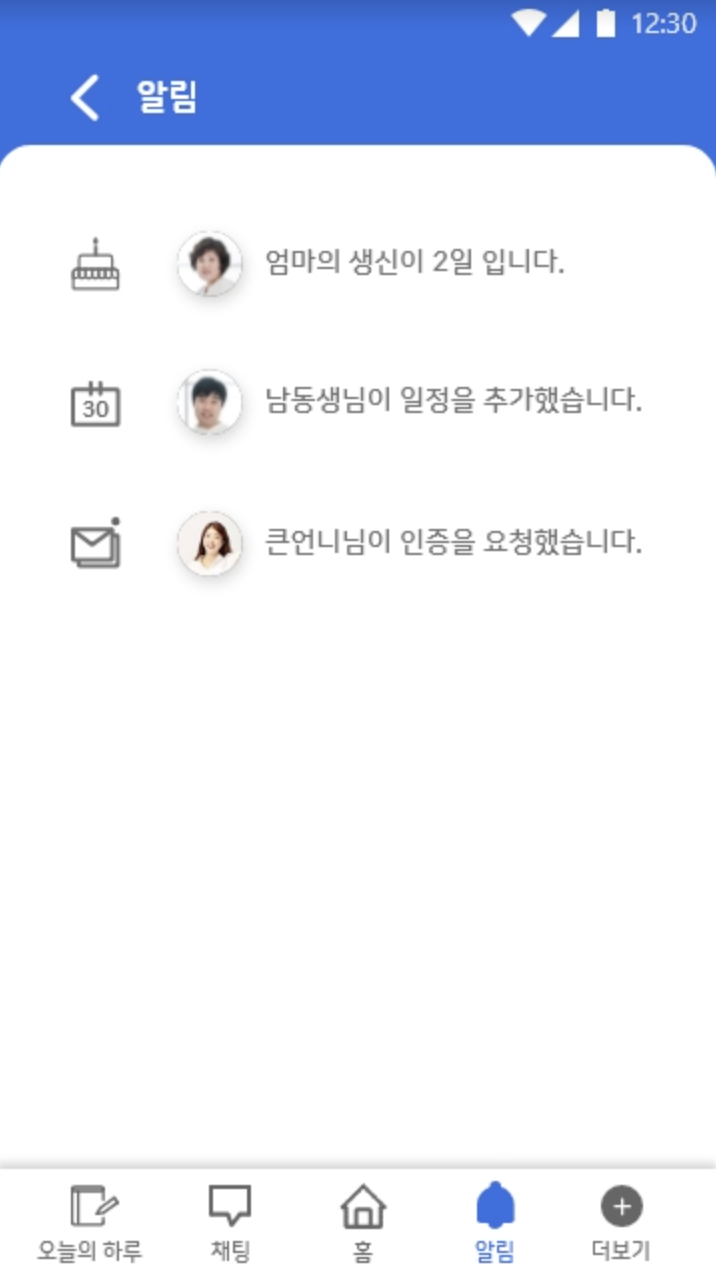 12:30
알림
엄마의 생신이 2일 입니다.
30
남동생님이 일정을 추가했습니다.
큰언니님이 인증을 요청했습니다.
오늘의 하루
채팅
홈
알림
더보기